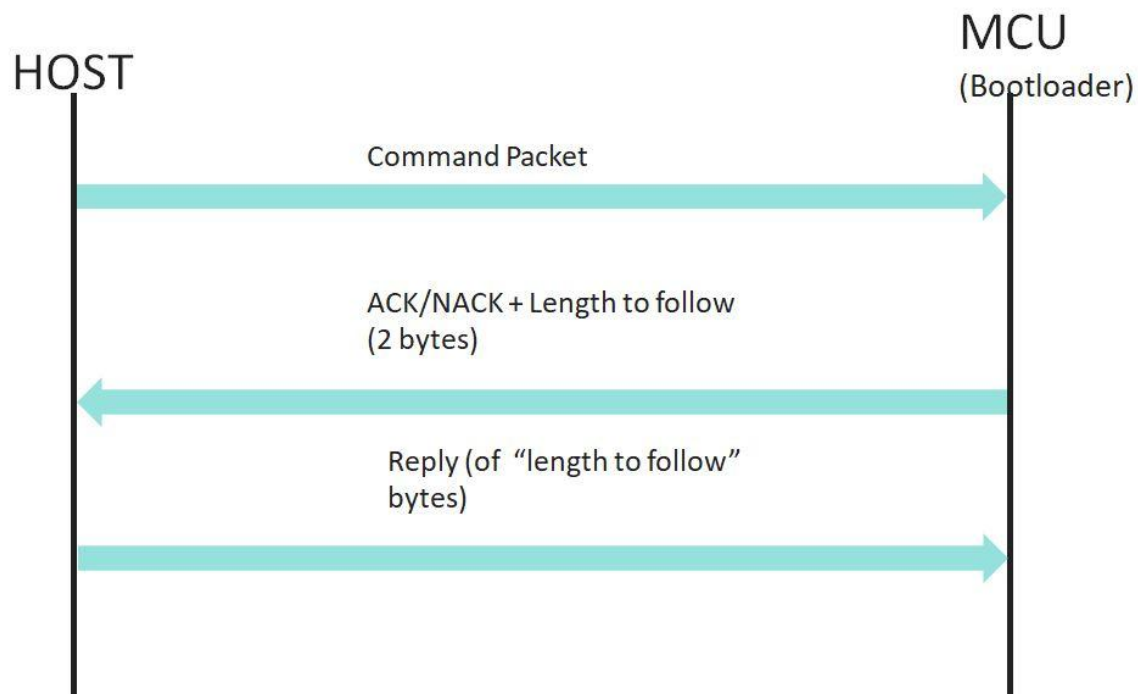 HOST
MCU
(Bootloader)
Command Packet
ACK/NACK + Length to follow
(2 bytes)
Reply (of “length to follow”
bytes)